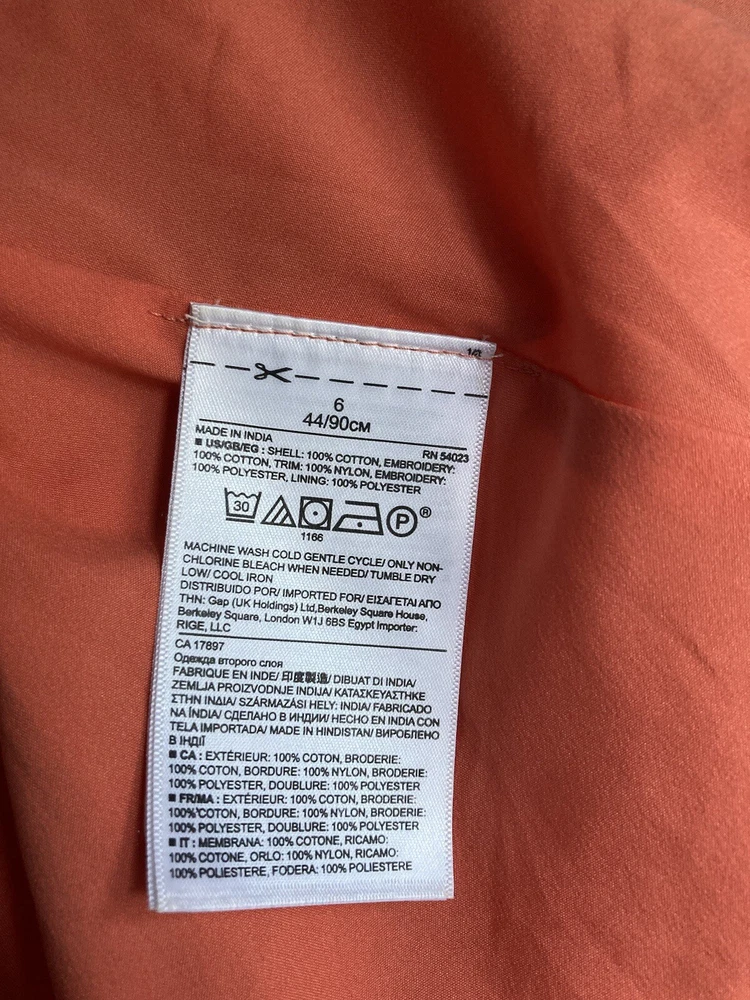 6
44/90CM
MADE IN INDIA RN 54023
■ US/GB/EG : SHELL: 100% COTTON, EMBROIDERY:
100% COTTON, TRIM: 100% NYLON, EMBROIDERY:
100% POLYESTER, LINING: 100% POLYESTER
30 P ®
1166
MACHINE WASH COLD GENTLE CYCLE/ ONLY NON-
CHLORINE BLEACH WHEN NEEDED/ TUMBLE DRY
LOW/ COOL IRON
DISTRIBUIDO POR/ IMPORTED FOR/ ΕΙΣΑΓΕΤΑΙ ΑΠΟ
ΤΗΝ: Gap (UK Holdings) Ltd,Berkeley Square House,
Berkeley Square, London W1J 6BS Egypt Importer:
RIGE, LLC
CA 17897
Одежда второго слоя
FABRIQUE EN INDE/ 印度製造/ DIBUAT DI INDIA/
ZEMLJA PROIZVODNJE INDIJA/ ΚΑΤΑΣΚΕΥΑΣΤΗΚΕ
ΣΤΗΝ ΙΝΔΙΑ/ SZÁRMAZÁSI HELY: INDIA/ FABRICADO
NA ÍNDIA/ СДЕЛАНО В ИНДИИ/ HECHO EN INDIA CON
TELA IMPORTADA/ MADE IN HINDISTAN/ ВИРОБЛЕНО
В ІНДІЇ
■ CA : EXTÉRIEUR: 100% COTON, BRODERIE:
100% COTON, BORDURE: 100% NYLON, BRODERIE:
100% POLYESTER, DOUBLURE: 100% POLYESTER
■ FR/MA : EXTÉRIEUR: 100% COTON, BRODERIE:
100% COTON, BORDURE: 100% NYLON, BRODERIE:
100% POLYESTER, DOUBLURE: 100% POLYESTER
■ IT : MEMBRANA: 100% COTONE, RICAMO:
100% COTONE, ORLO: 100% NYLON, RICAMO:
100% POLIESTERE, FODERA: 100% POLIESTERE